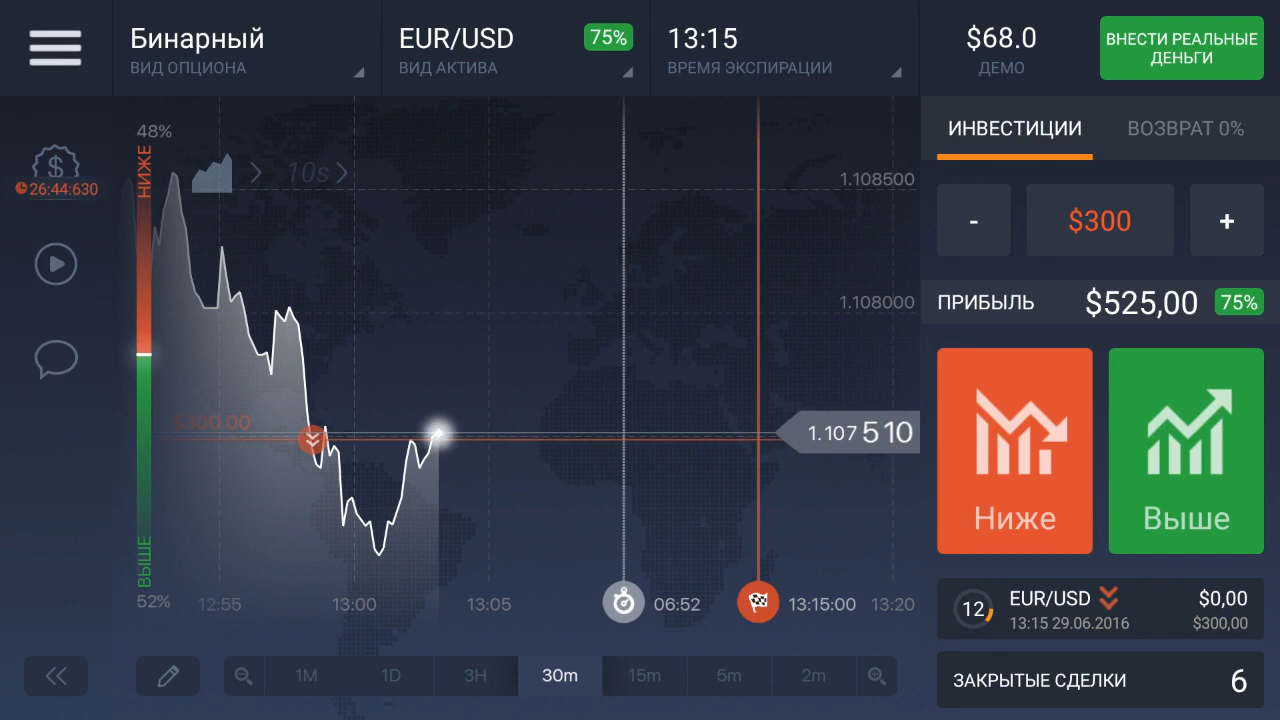 Бинарный
ВИД ОПЦИОНА
EUR/USD
75%
ВИД АКТИВА
13:15
ВРЕМЯ ЭКСПИРАЦИИ
$68.0
ДЕМО
ВНЕСТИ РЕАЛЬНЫЕ
ДЕНЬГИ
$
26:44:630
48%
НИЖЕ
10s
1.108500
1.108000
$300.00
1.107510
ВЫШЕ
52%
12:55
13:00
13:05
06:52
13:15:00
13:20
1M
1D
3H
30m
15m
5m
2m
ИНВЕСТИЦИИ
ВОЗВРАТ 0%
-
$300
+
ПРИБЫЛЬ
$525,00
75%
Ниже
Выше
12
EUR/USD
$0,00
13:15 29.06.2016
$300,00
ЗАКРЫТЫЕ СДЕЛКИ
6